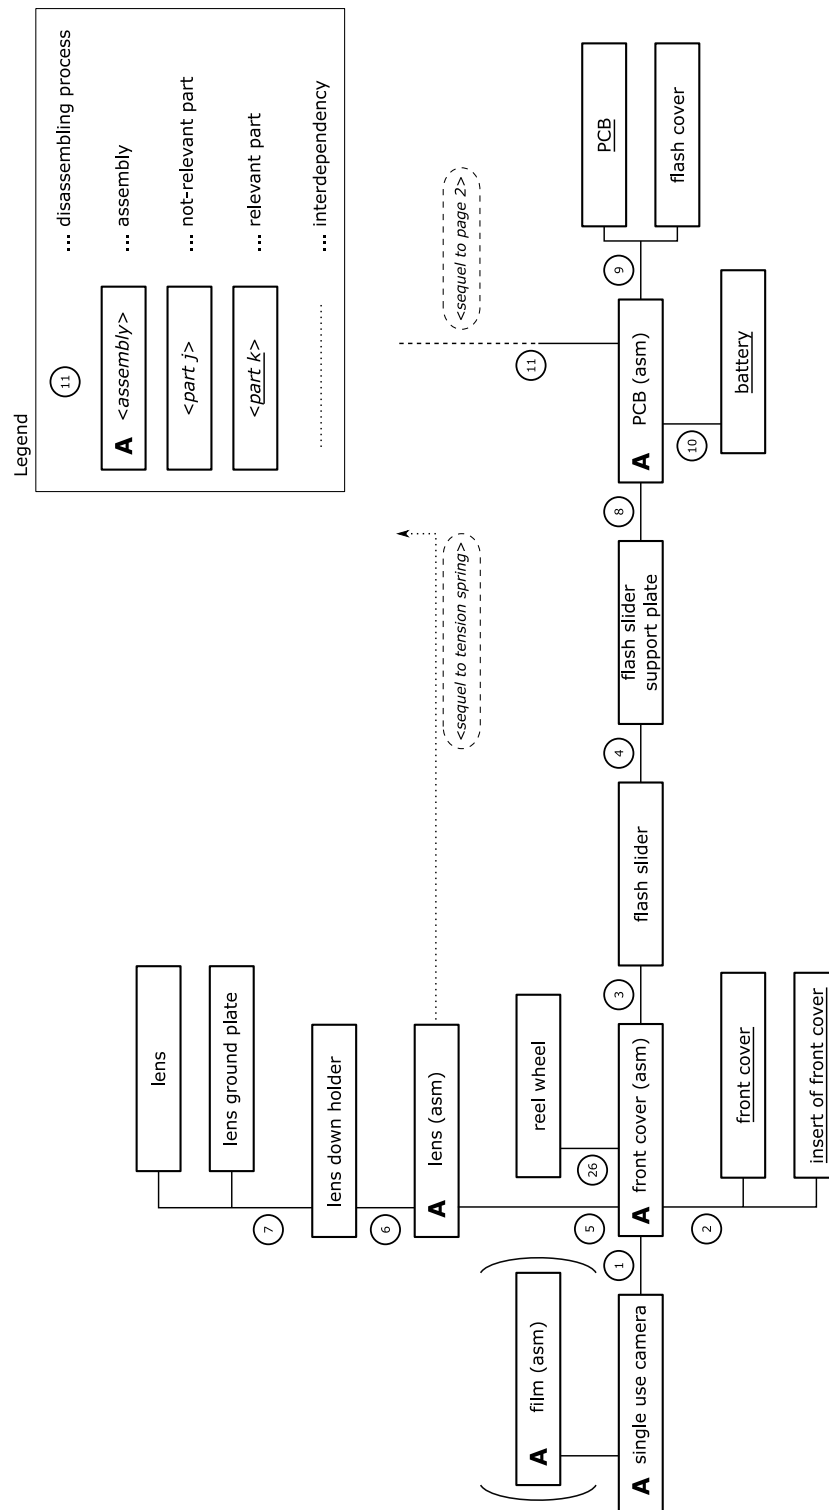 Legend
11
... disassembling process
A <assembly>
... assembly
<part j>
... not-relevant part
<part k>
... relevant part
... interdependency
lens
lens ground plate
7
lens down holder
6
A lens (asm)
<sequel to tension spring>
<sequel to page 2>
A film (asm)
5
26
reel wheel
11
A single use camera
1
A front cover (asm)
3
flash slider
4
flash slider
support plate
8
A PCB (asm)
9
PCB
flash cover
2
front cover
insert of front cover
10
battery